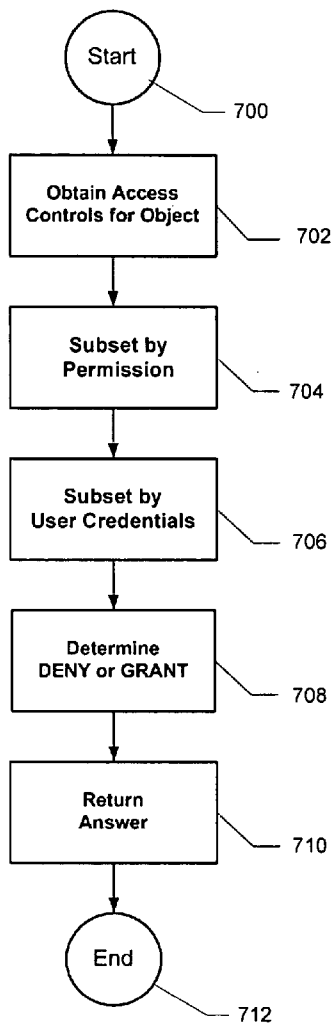 Start
700
Obtain Access
Controls for Object
702
Subset by
Permission
704
Subset by
User Credentials
706
Determine
DENY or GRANT
708
Return
Answer
710
End
712